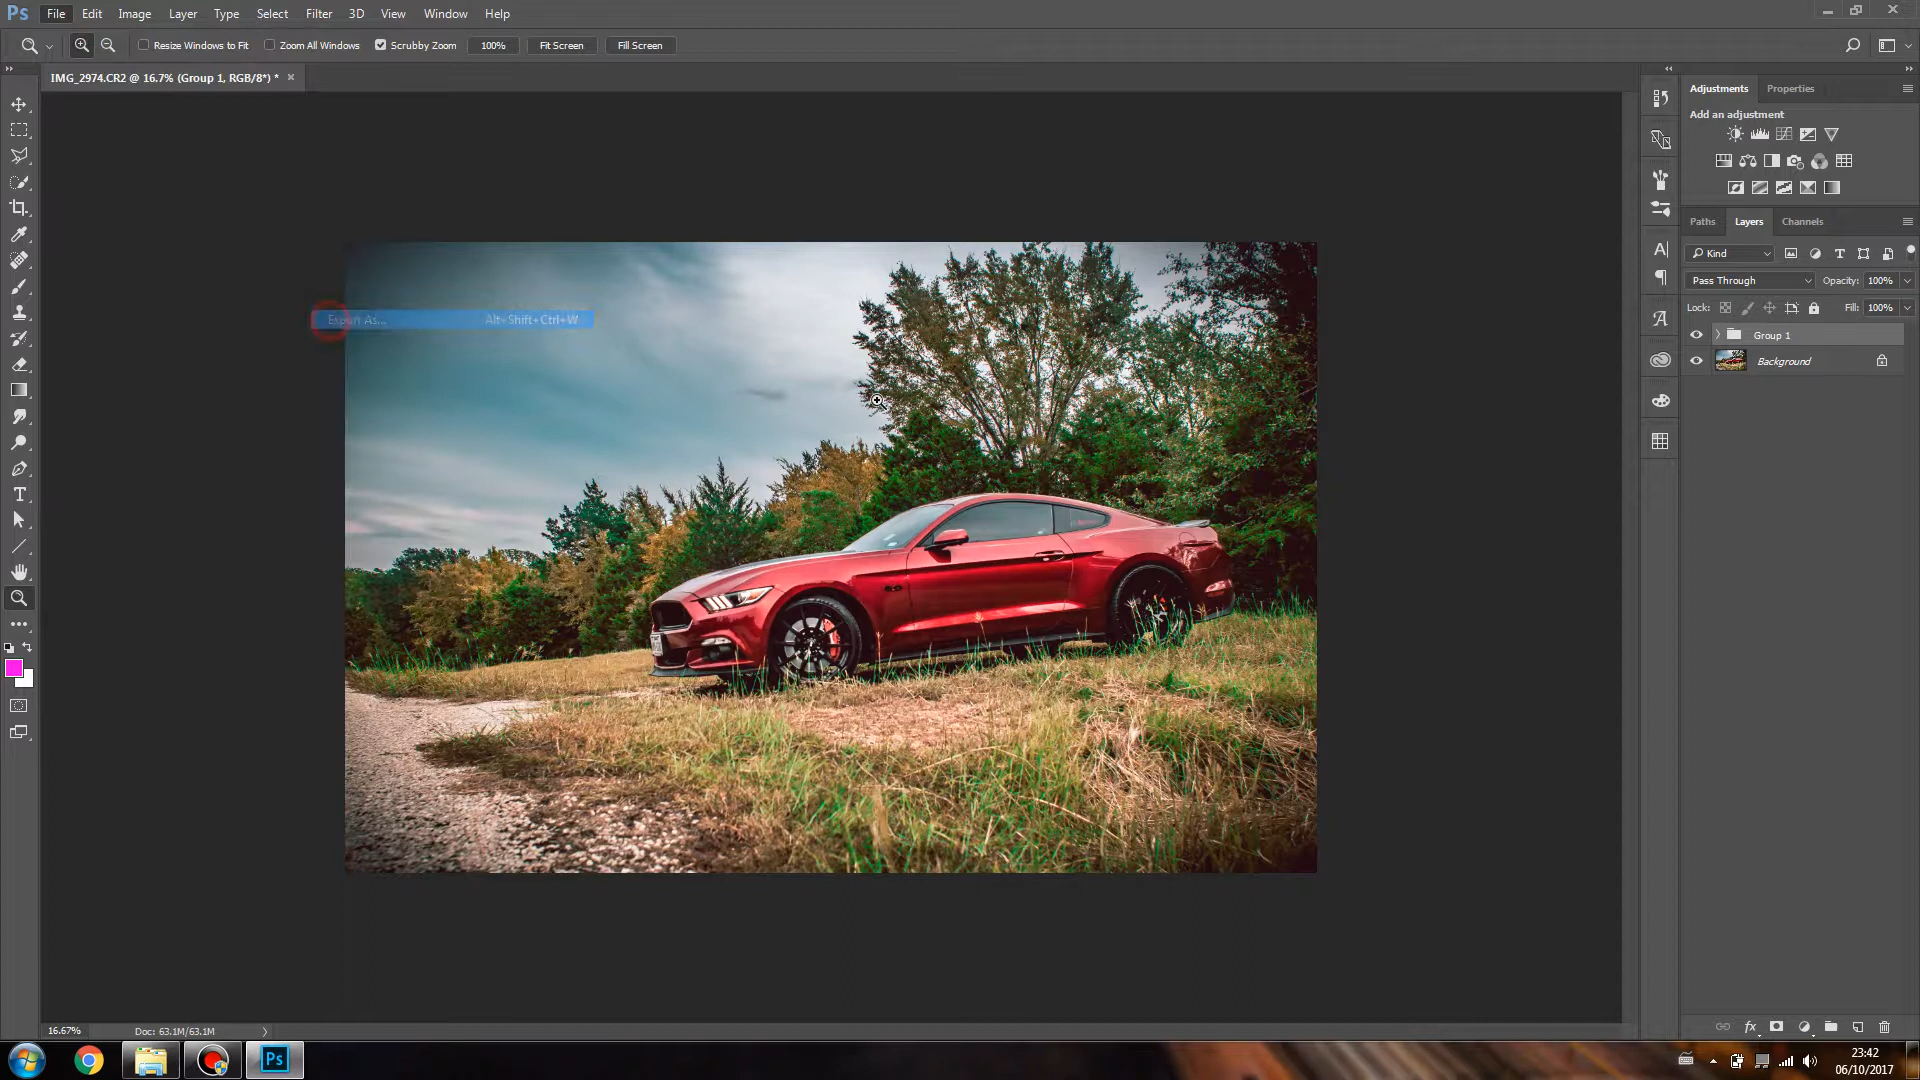 Ps File Edit Image Layer Type Select Filter 3D View Window Help
Resize Windows to Fit Zoom All Windows Scrubby Zoom 100% Fit Screen Fill Screen
IMG_2974.CR2 @ 16.7% (Group 1, RGB/8*) *
Adjustments Properties
Add an adjustment
Paths Layers Channels
Kind
Pass Through Opacity: 100%
Lock: Fill: 100%
Group 1
Background
Export As... Alt+Shift+Ctrl+W
16.67% Doc: 63.1M/63.1M
Ps
23:42
06/10/2017